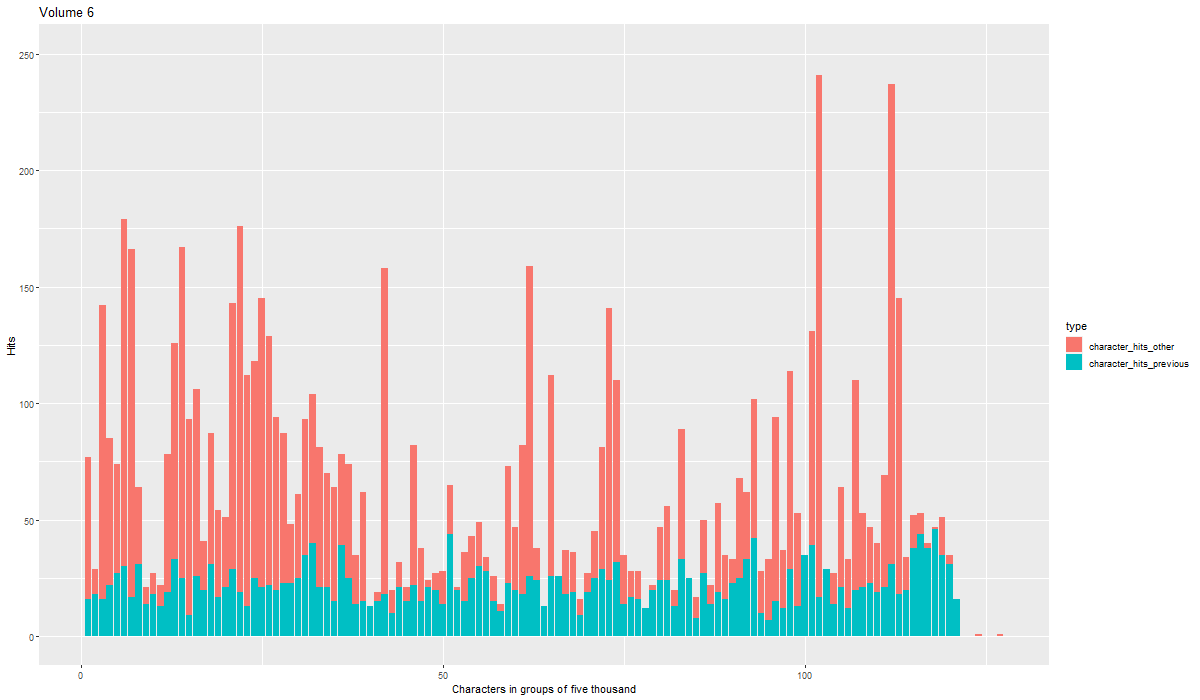 Volume 6
250
200
150
100
50
0
Hits
0
50
100
Characters in groups of five thousand
type
character_hits_other
character_hits_previous